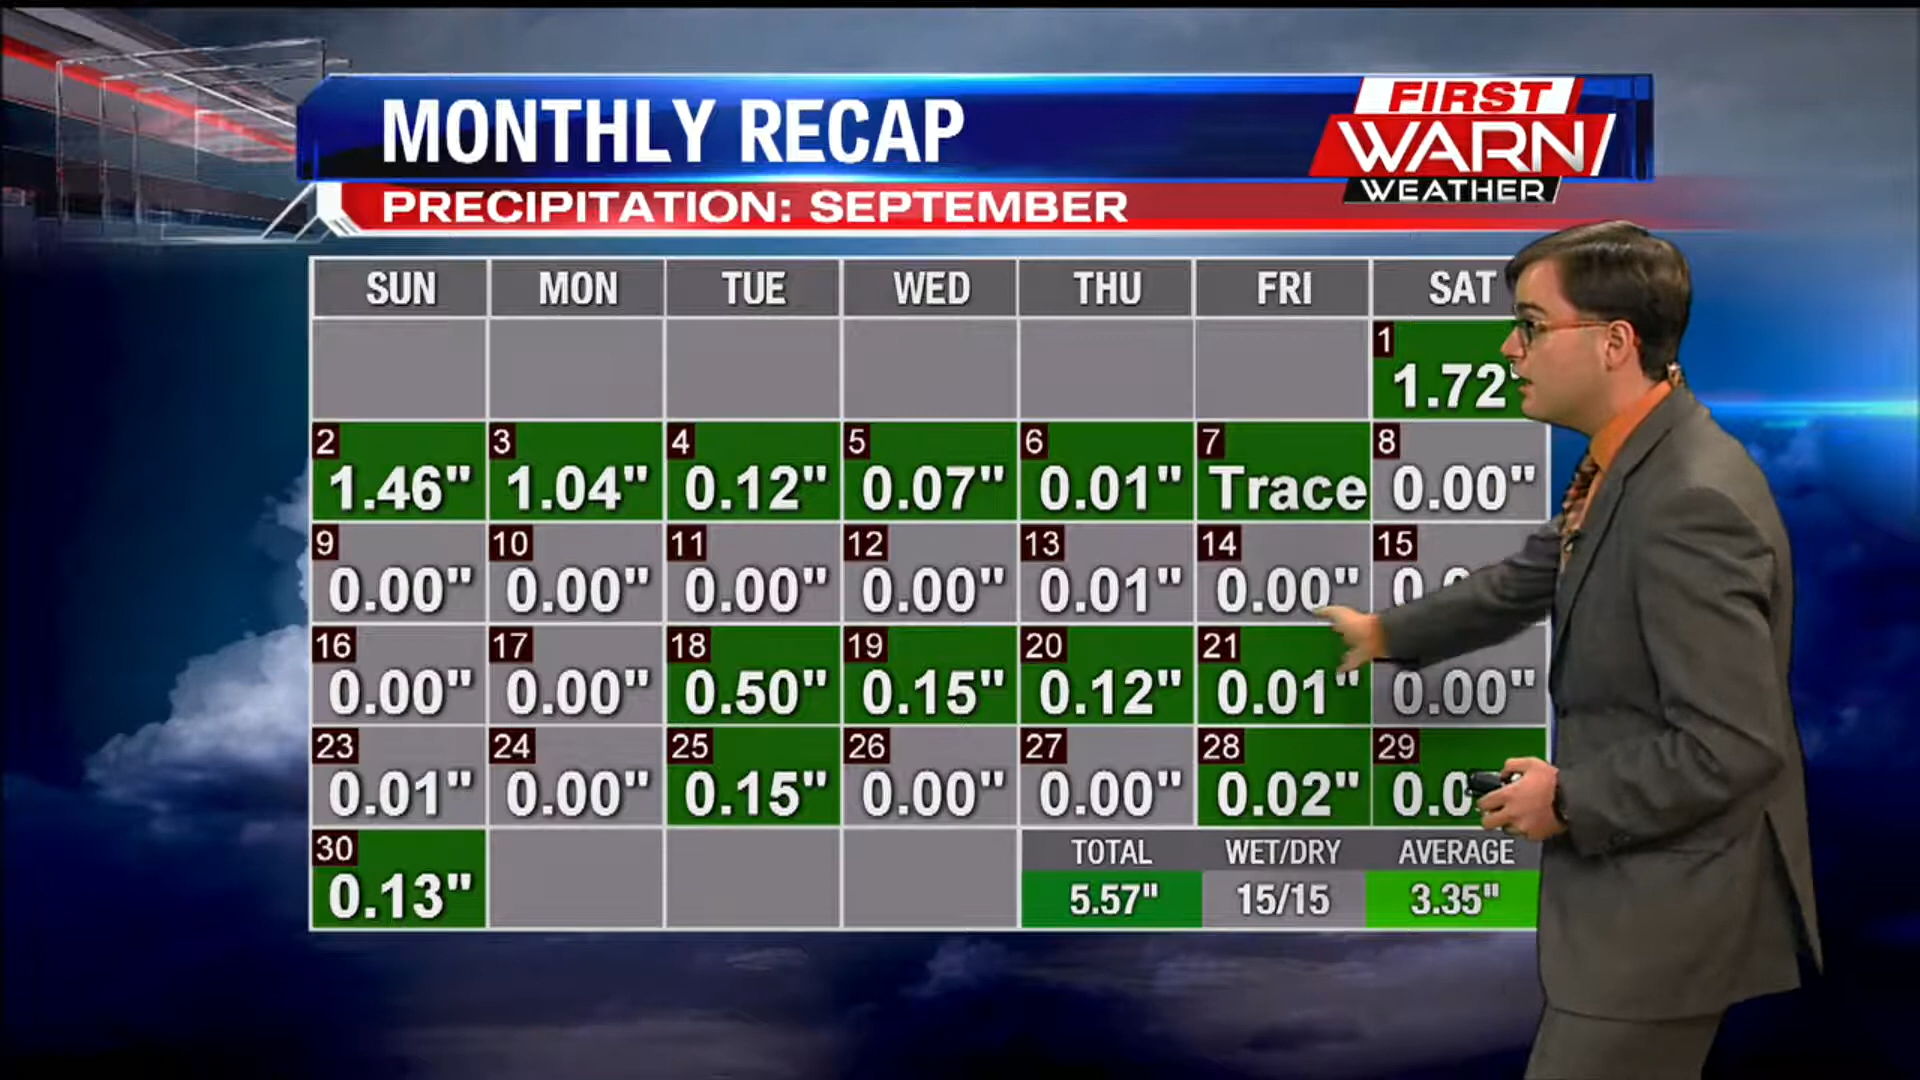 MONTHLY RECAP
FIRST
WARN
WEATHER
PRECIPITATION: SEPTEMBER
SUN MON TUE WED THU FRI SAT
1
1.72"
2 3 4 5 6 7 8
1.46" 1.04" 0.12" 0.07" 0.01" Trace 0.00"
9 10 11 12 13 14 15
0.00" 0.00" 0.00" 0.00" 0.01" 0.00"
16 17 18 19 20 21
0.00" 0.00" 0.50" 0.15" 0.12" 0.01" 0.00"
23 24 25 26 27 28 29
0.01" 0.00" 0.15" 0.00" 0.00" 0.02"
30
0.13"
TOTAL WET/DRY AVERAGE
5.57" 15/15 3.35"